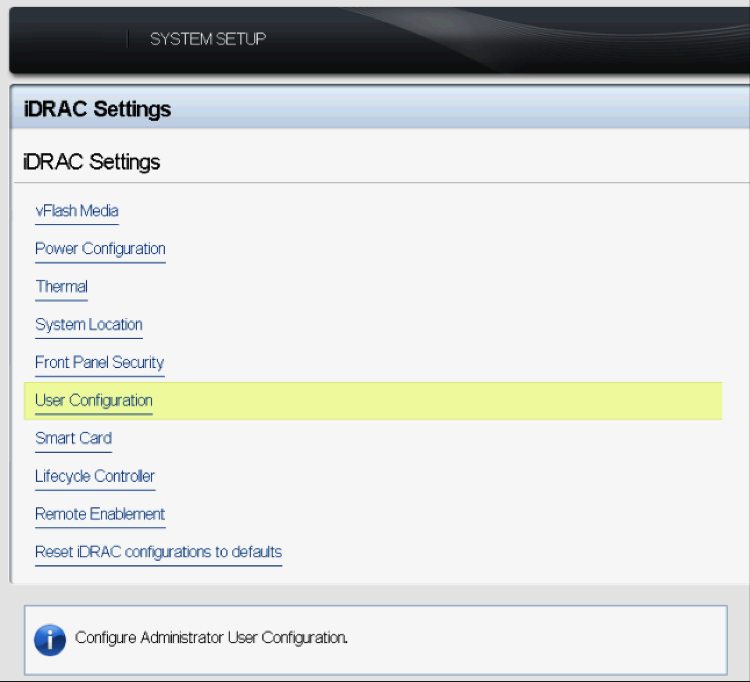 SYSTEM SETUP
iDRAC Settings
iDRAC Settings
vFlash Media
Power Configuration
Thermal
System Location
Front Panel Security
User Configuration
Smart Card
Lifecycle Controller
Remote Enablement
Reset iDRAC configurations to defaults
Configure Administrator User Configuration.